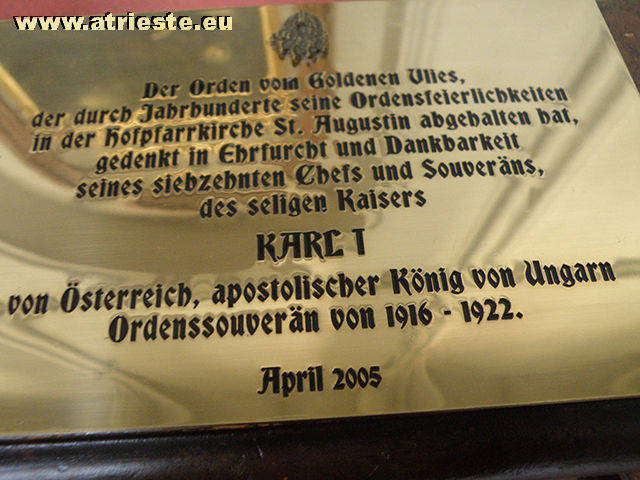 www.atrieste.eu
Der Orden vom Goldenen Vlies,
der durch Jahrhunderte seine Ordensfeierlichkeiten
in der Hofpfarrkirche St. Augustin abgehalten hat,
gedenkt in Ehrfurcht und Dankbarkeit
seines siebzehnten Chefs und Souveräns,
des seligen Kaisers
KARL I
von Österreich, apostolischer König von Ungarn
Ordenssouverän von 1916 - 1922.
April 2005